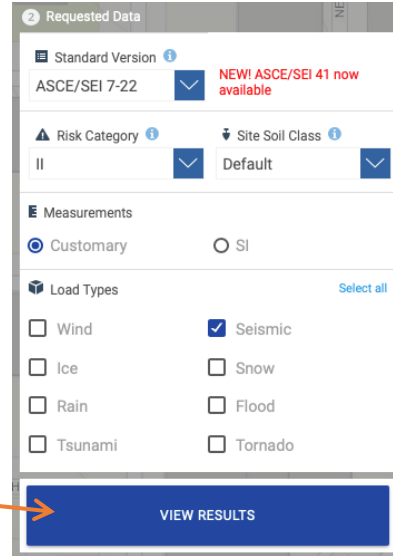 2 Requested Data
NE
Standard Version
ASCE/SEI 7-22
NEW! ASCE/SEI 41 now
available
Risk Category
Site Soil Class
II
Default
Measurements
Customary
SI
Load Types
Select all
Wind
Seismic
Ice
Snow
Rain
Flood
Tsunami
Tornado
H
VIEW RESULTS